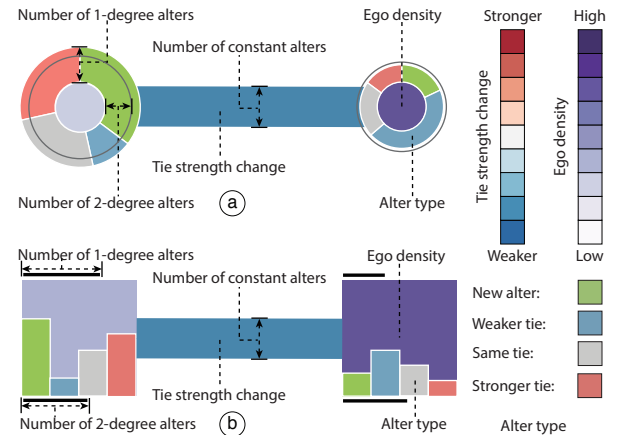 Number of 1-degree alters
Number of constant alters
Ego density
Tie strength change
Number of 2-degree alters
a
Alter type
Stronger
High
Tie strength change
Ego density
Weaker
Low
Number of 1-degree alters
Number of constant alters
Ego density
Tie strength change
Number of 2-degree alters
b
Alter type
New alter:
Weaker tie:
Same tie:
Stronger tie:
Alter type